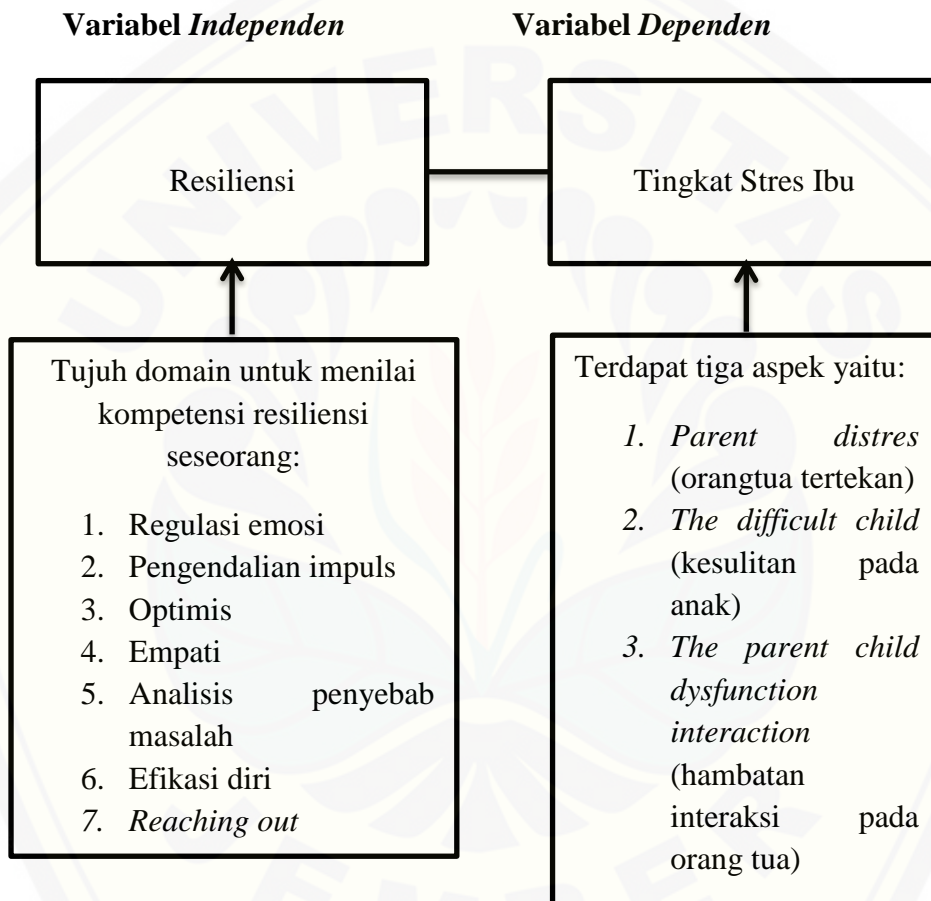 Variabel Independen
Variabel Dependen
Resiliensi
Tingkat Stres Ibu
Tujuh domain untuk menilai
kompetensi resiliensi
seseorang:
1. Regulasi emosi
2. Pengendalian impuls
3. Optimis
4. Empati
5. Analisis penyebab
masalah
6. Efikasi diri
7. Reaching out
Terdapat tiga aspek yaitu:
1. Parent distres
(orangtua tertekan)
2. The difficult child
(kesulitan pada
anak)
3. The parent child
dysfunction
interaction
(hambatan
interaksi pada
orang tua)
UNIVERSITAS